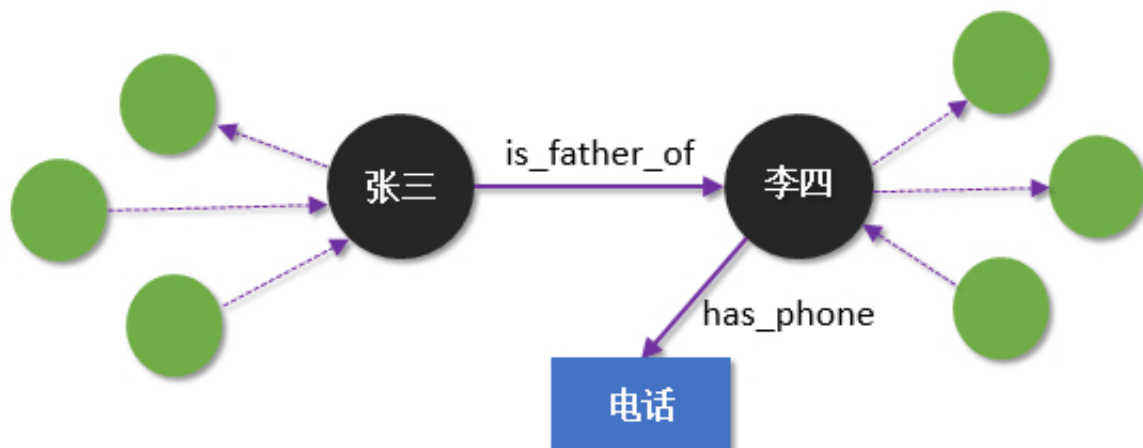 is_father_of
张三
李四
has_phone
电话